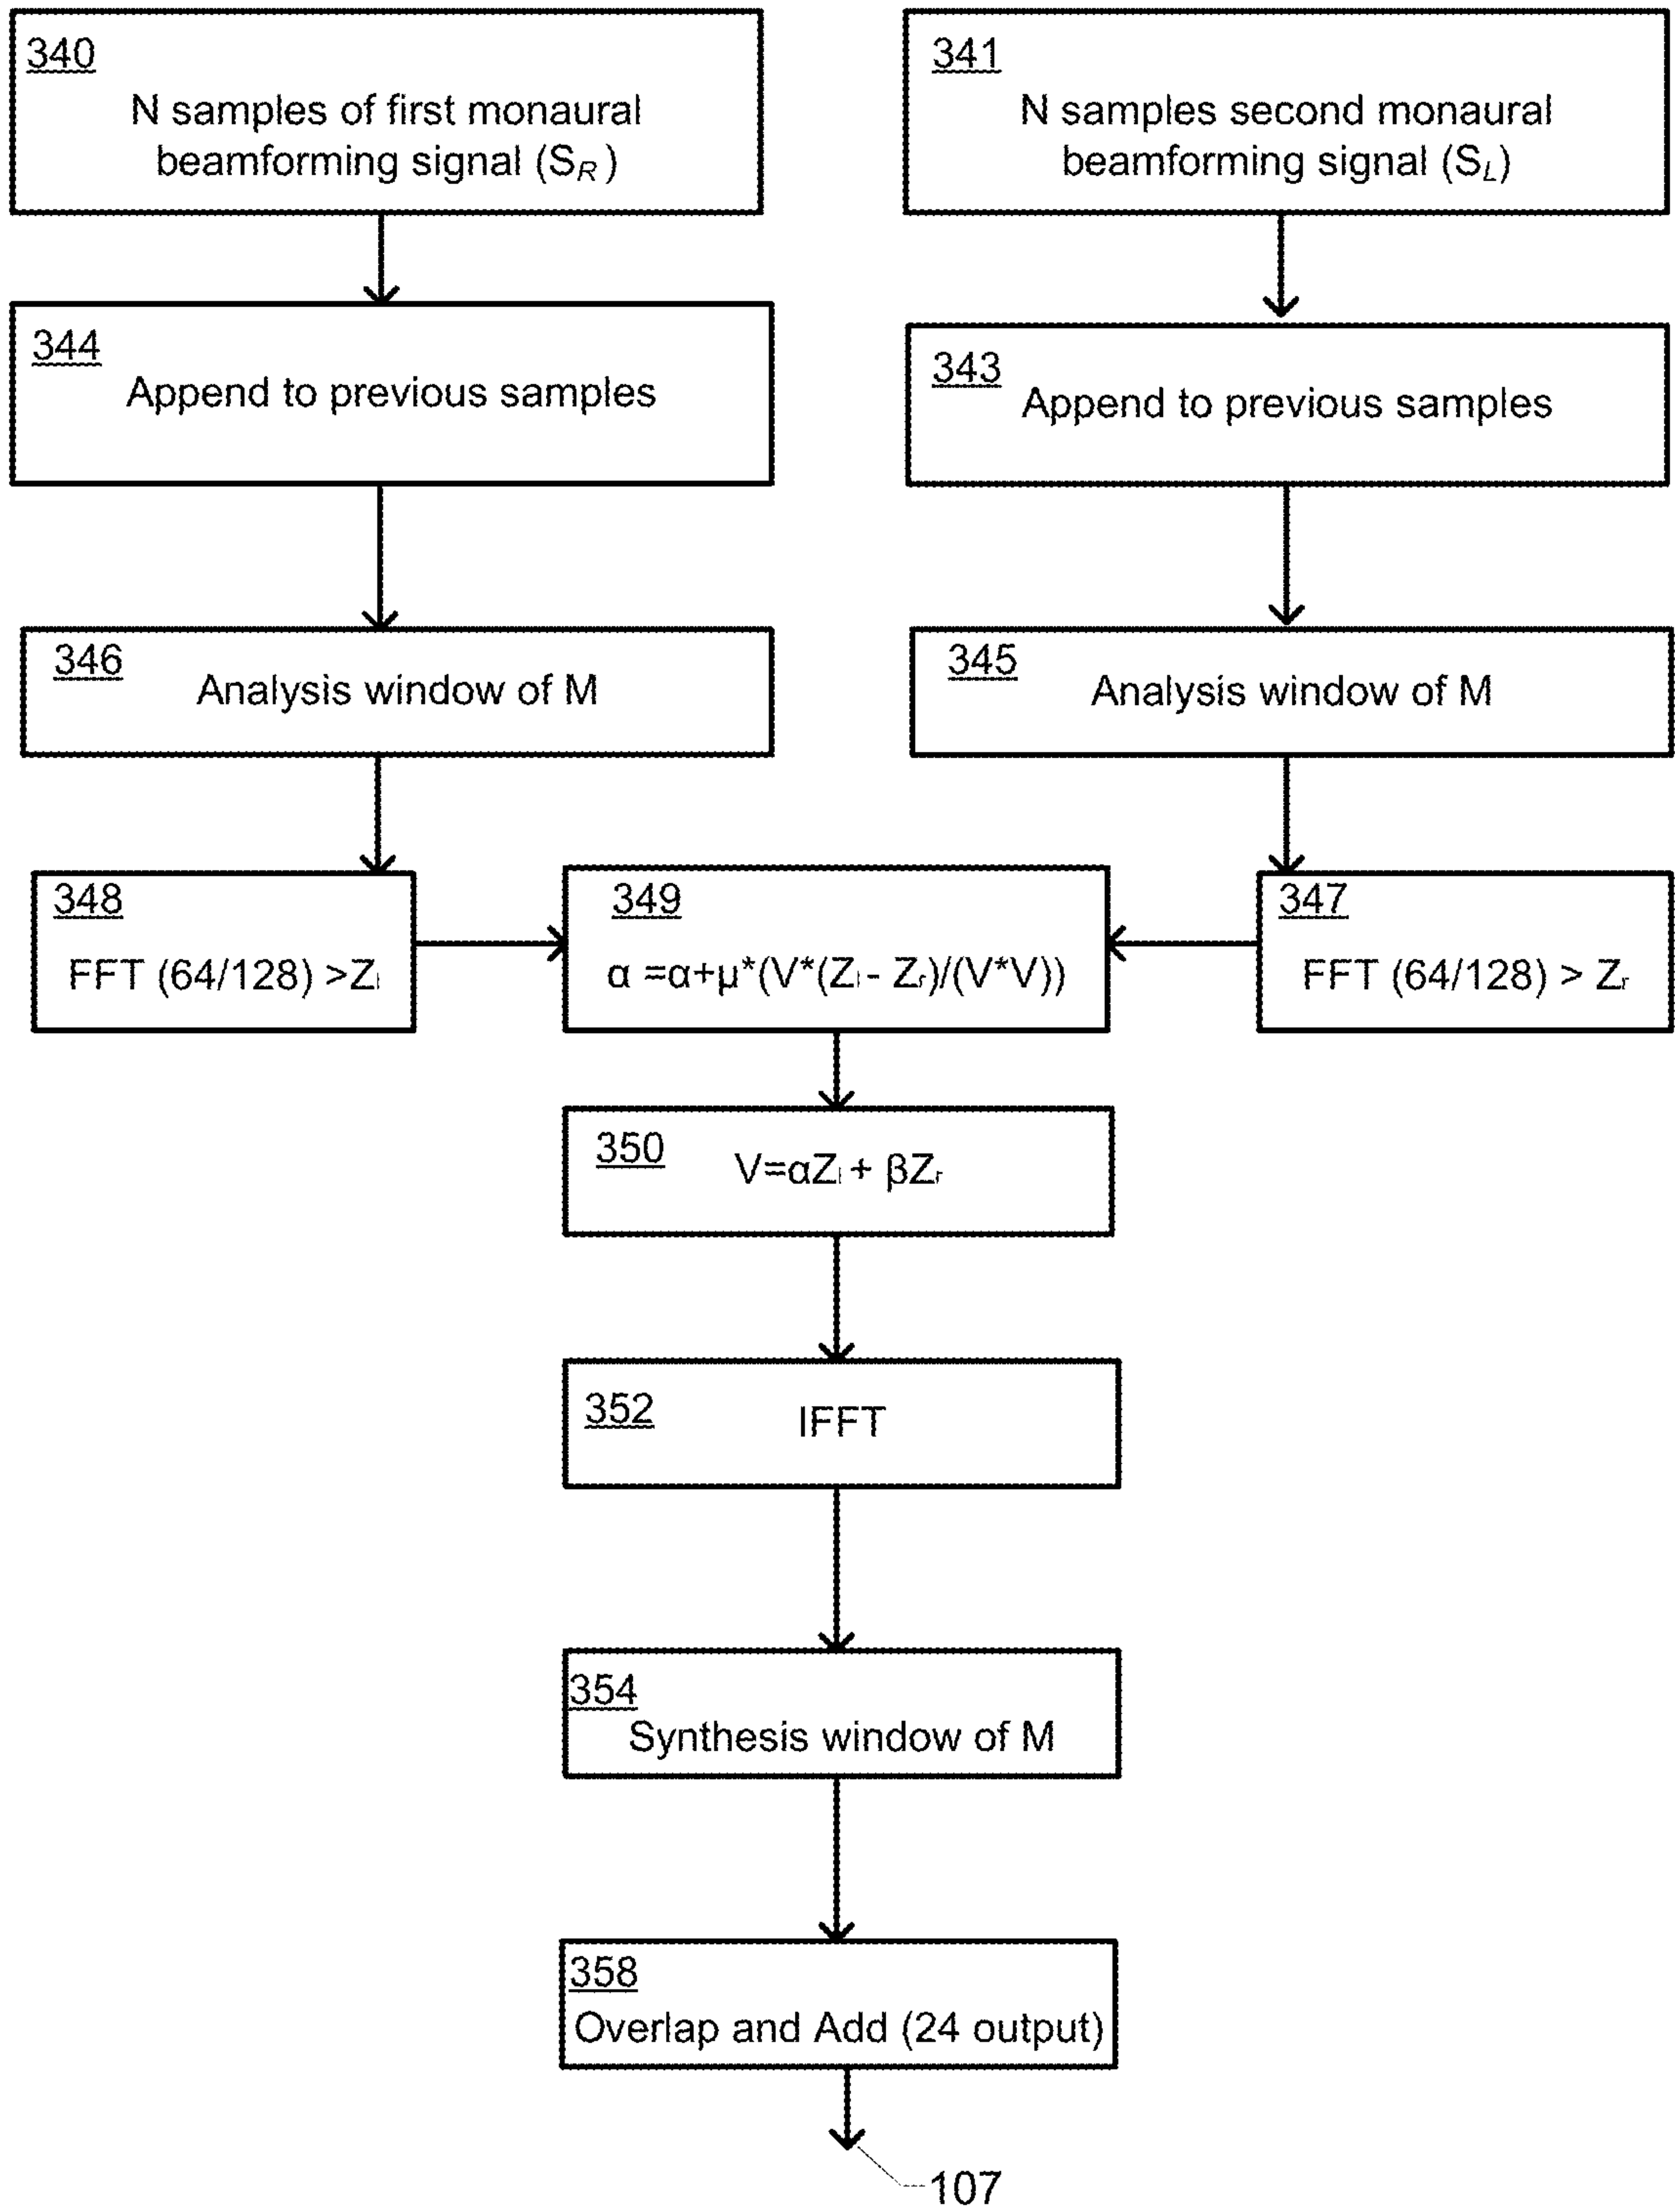 340
N samples of first monaural
beamforming signal (S_R )
341
N samples second monaural
beamforming signal (S_L)
344
Append to previous samples
343
Append to previous samples
346
Analysis window of M
345
Analysis window of M
348
FFT (64/128) >Zₗ
349
α =α+μ*(V*(Zₗ - Zᵣ)/(V*V))
347
FFT (64/128) > Zᵣ
350
V=αZₗ + βZᵣ
352
IFFT
354
Synthesis window of M
358
Overlap and Add (24 output)
107